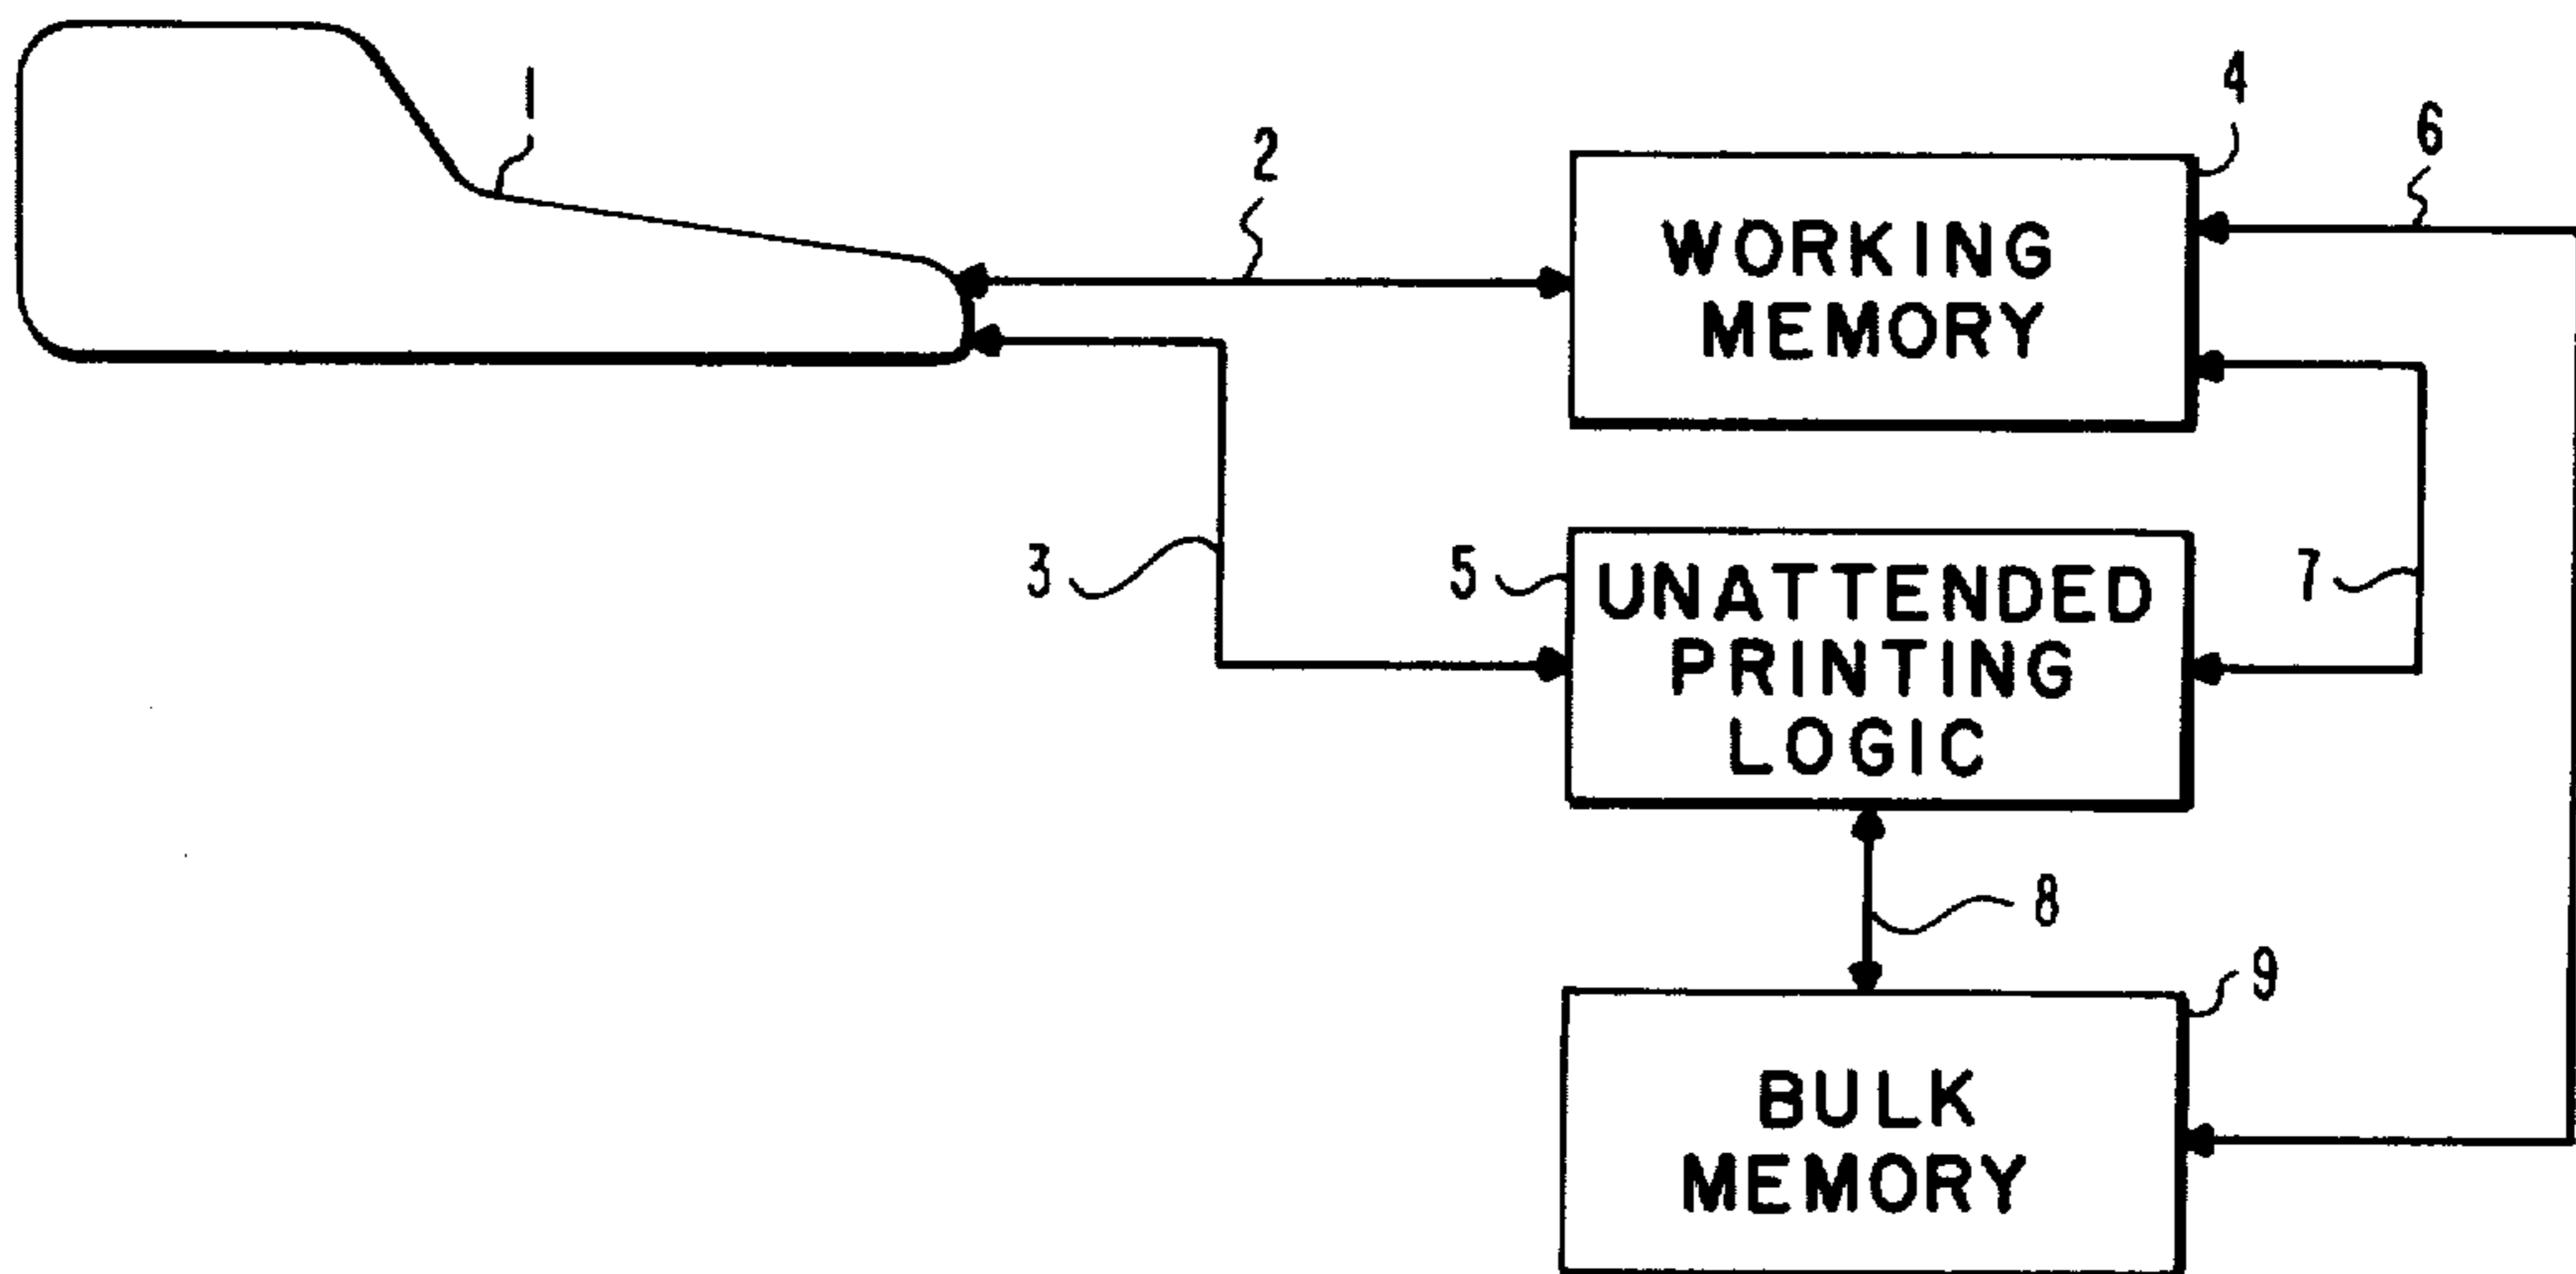 1
2
4
6
WORKING
MEMORY
3
5
UNATTENDED
PRINTING
LOGIC
7
8
9
BULK
MEMORY